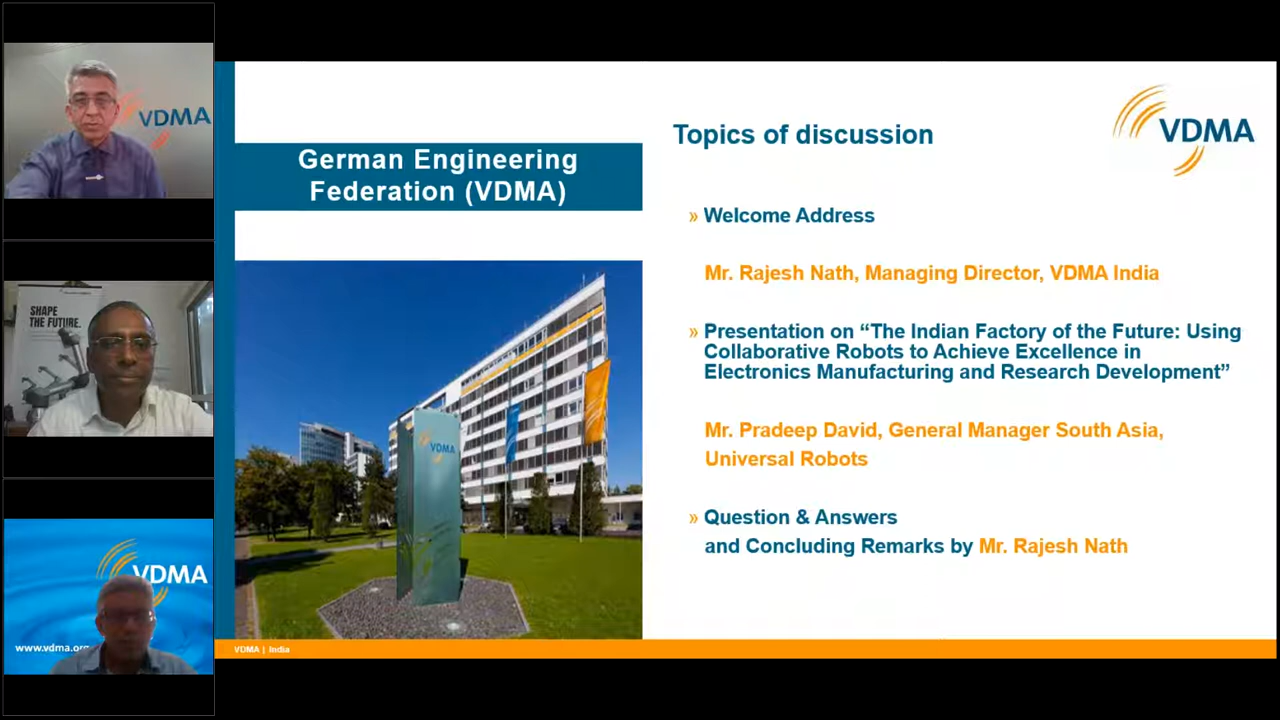 VDMA
SHAPE
THE FUTURE.
VDMA
www.vdma.org
German Engineering
Federation (VDMA)
VDMA
Topics of discussion
VDMA
» Welcome Address
Mr. Rajesh Nath, Managing Director, VDMA India
» Presentation on “The Indian Factory of the Future: Using
Collaborative Robots to Achieve Excellence in
Electronics Manufacturing and Research Development”
Mr. Pradeep David, General Manager South Asia,
Universal Robots
» Question & Answers
and Concluding Remarks by Mr. Rajesh Nath
VDMA | India